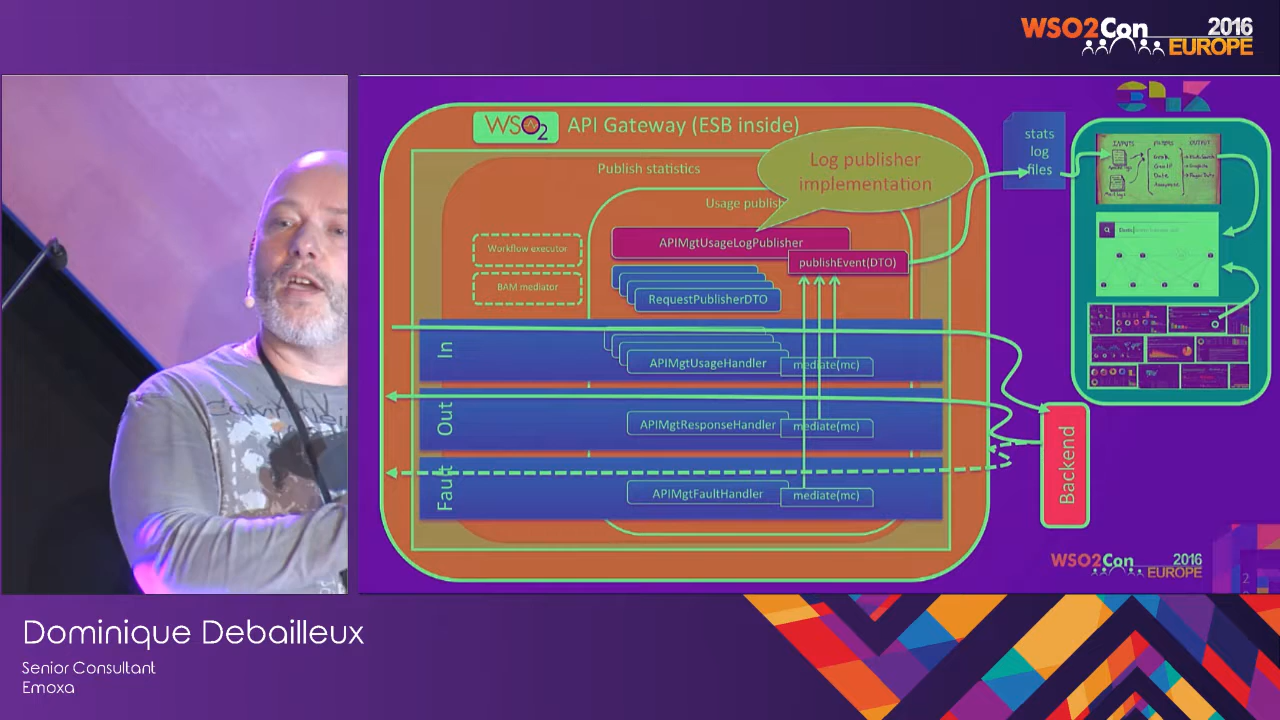 WSO2Con 2016
EUROPE
WSO2 API Gateway (ESB inside)
Publish statistics
Log publisher
implementation
Usage publis
APIMgtUsageLogPublisher
publishEvent(DTO)
Workflow executor
BAM mediator
RequestPublisherDTO
In
APIMgtUsageHandler
mediate(mc)
Out
APIMgtResponseHandler
mediate(mc)
Fault
APIMgtFaultHandler
mediate(mc)
stats
log
files
INPUTS
OUTPUT
Backend
WSO2Con 2016
EUROPE
Dominique Debailleux
Senior Consultant
Emoxa